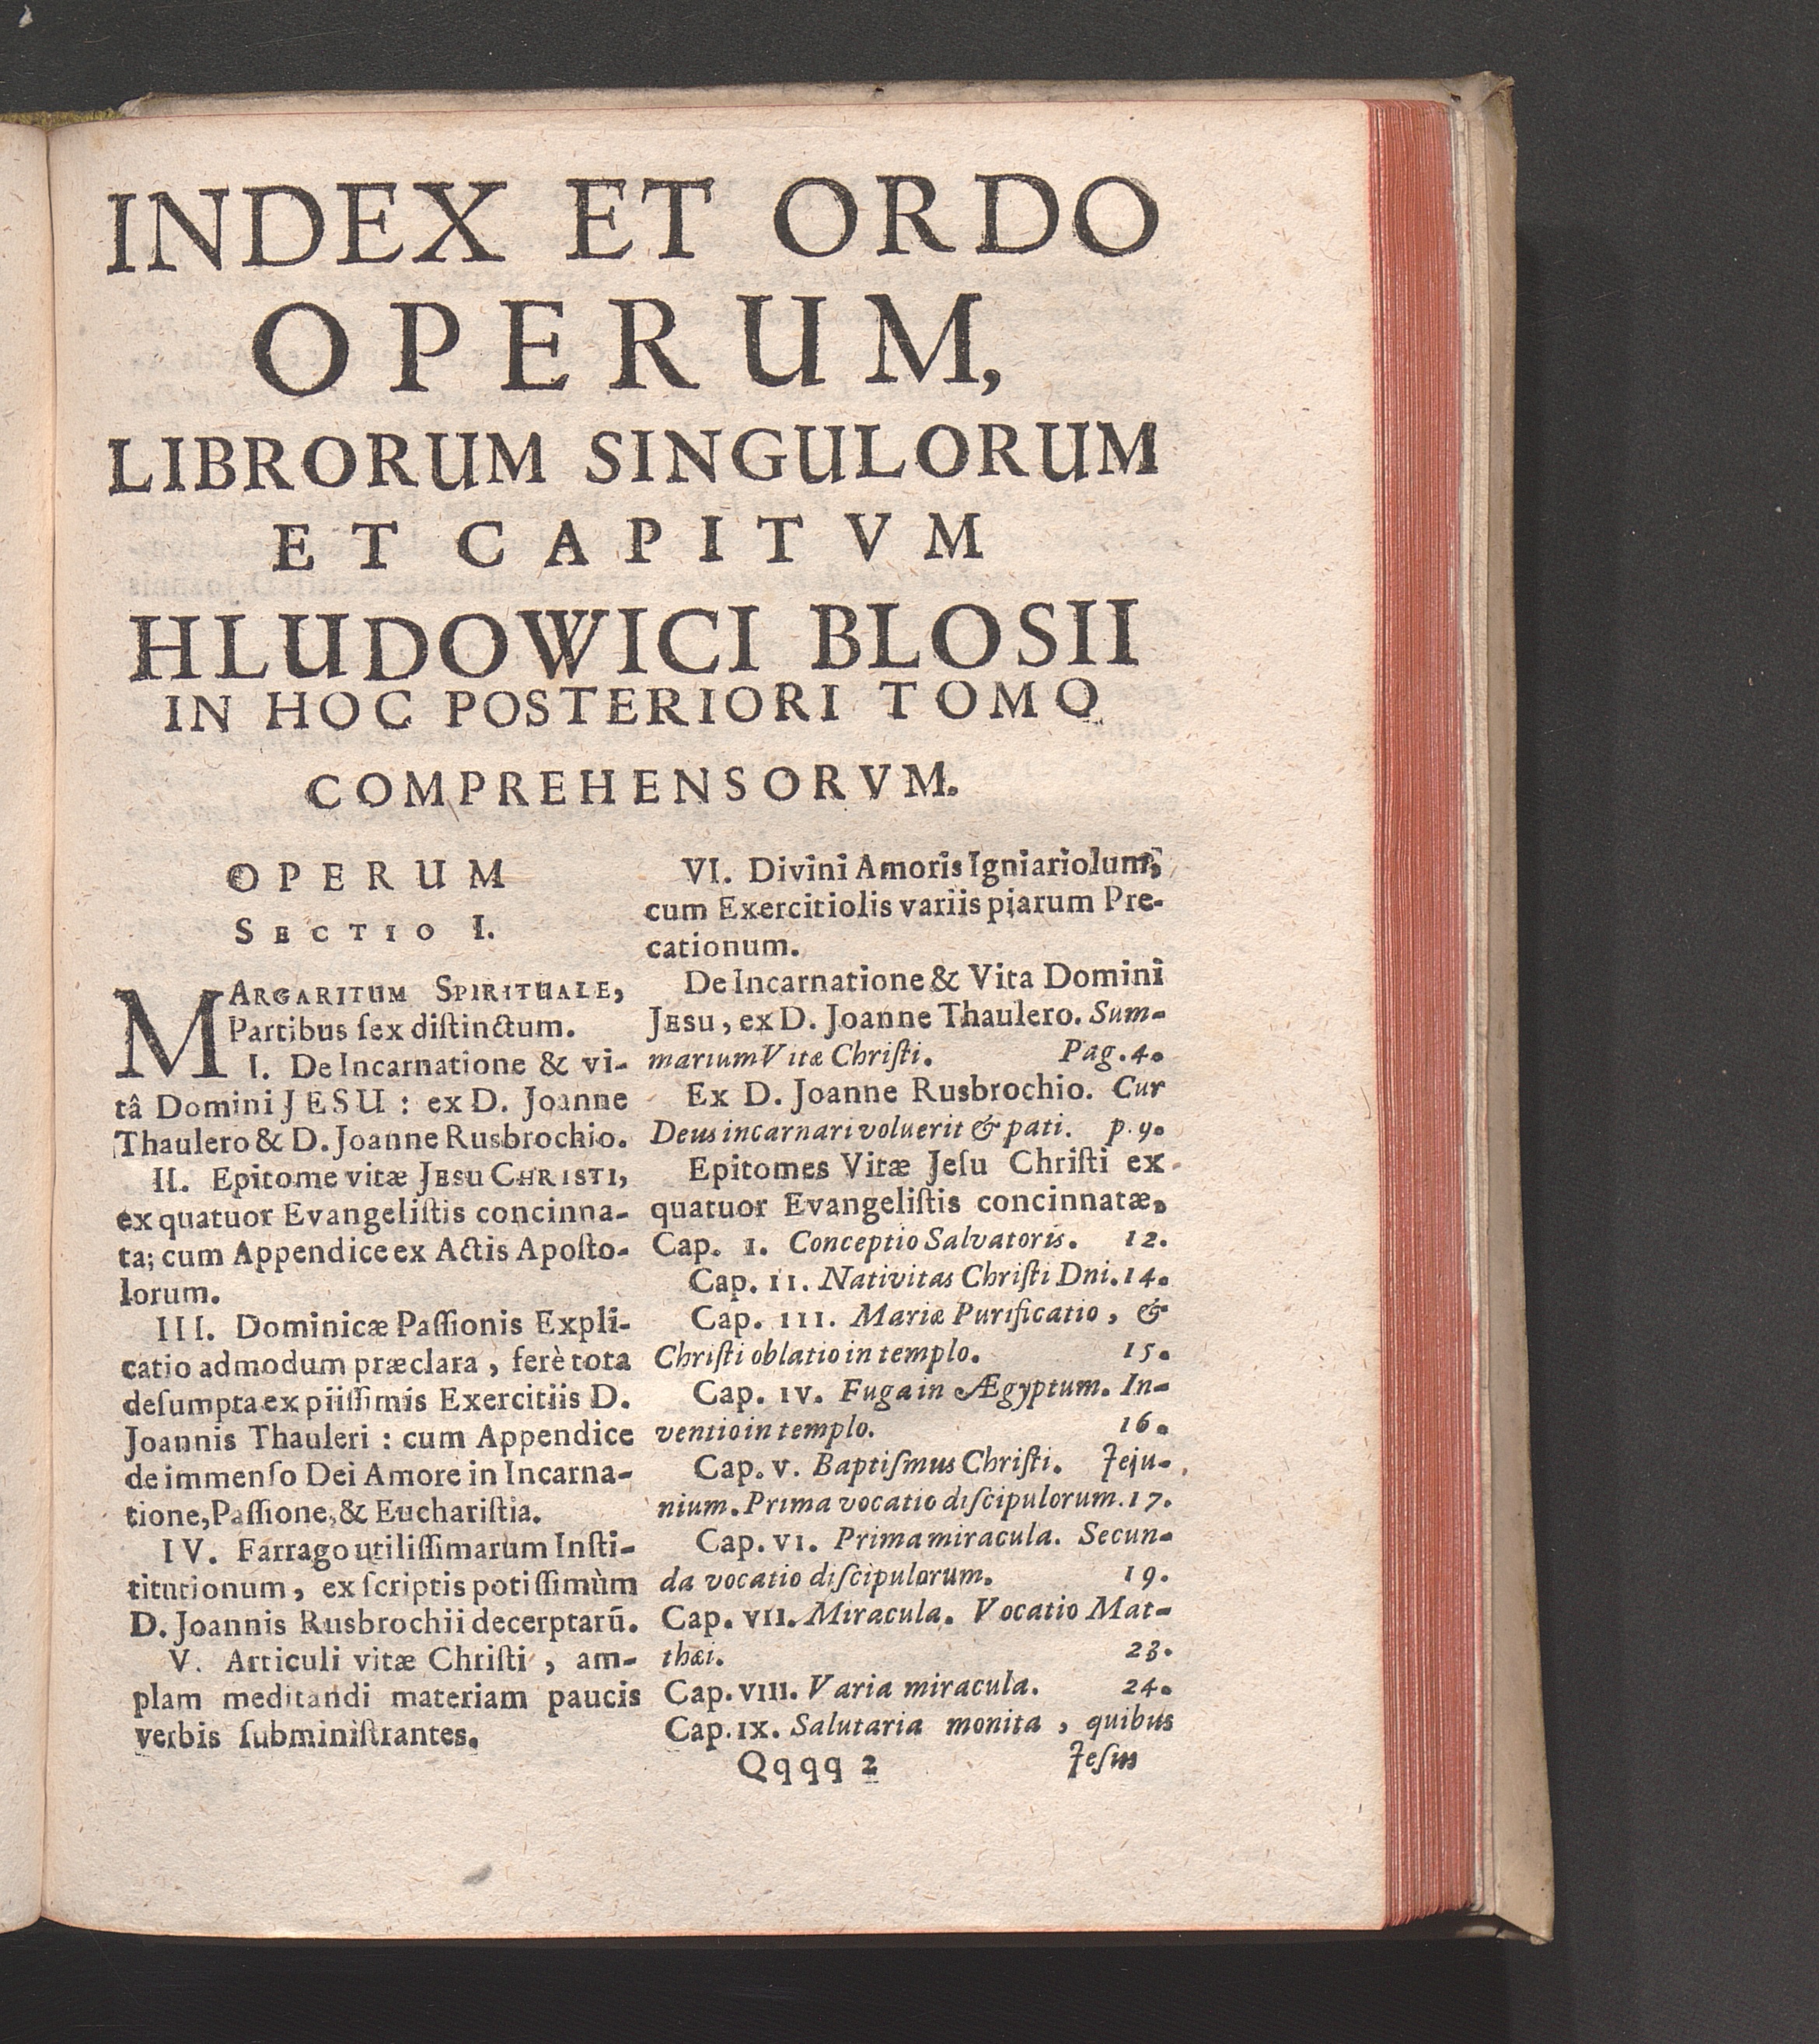 INDEX ET ORDO
OPERUM,
LIBRORUM SINGULORUM
ET CAPITVM
HLUDOWICI BLOSII
IN HOC POSTERIORI TOMO
COMPREHENSORVM.
OPERUM
SECTIO I.
MARGARITUM SPIRITUALE,
Partibus ſex diſtinctum.
I. De Incarnatione & vi-
tâ Domini JESU : ex D. Joanne
Thaulero & D. Joanne Rusbrochio.
II. Epitome vitæ JESU CHRISTI,
ex quatuor Evangeliſtis concinna-
ta; cum Appendice ex Actis Apoſto-
lorum.
III. Dominicæ Paſſionis Expli-
catio admodum præclara, ferè tota
deſumpta ex piiſſimis Exercitiis D.
Joannis Thauleri : cum Appendice
de immenſo Dei Amore in Incarna-
tione, Paſſione, & Euchariſtia.
IV. Farrago utiliſſimarum Inſti-
titutionum, ex ſcriptis potiſſimùm
D. Joannis Rusbrochii decerptarū.
V. Articuli vitæ Chriſti, am-
plam meditandi materiam paucis
verbis ſubminiſtrantes.
VI. Divini Amoris Igniariolum,
cum Exercitiolis variis piarum Pre-
cationum.
De Incarnatione & Vita Domini
JESU, ex D. Joanne Thaulero. Sum-
marium Vitæ Chriſti. Pag. 4.
Ex D. Joanne Rusbrochio. Cur
Deus incarnari voluerit & pati. p. 9.
Epitomes Vitæ Jeſu Chriſti ex
quatuor Evangeliſtis concinnatæ,
Cap. I. Conceptio Salvatoris. 12.
Cap. II. Nativitas Chriſti Dni. 14.
Cap. III. Mariæ Purificatio, &
Chriſti oblatio in templo. 15.
Cap. IV. Fuga in Ægyptum. In-
ventio in templo. 16.
Cap. V. Baptiſmus Chriſti. Jeju-
nium. Prima vocatio diſcipulorum. 17.
Cap. VI. Prima miracula. Secun-
da vocatio diſcipulorum. 19.
Cap. VII. Miracula. Vocatio Mat-
thæi. 23.
Cap. VIII. Varia miracula. 24.
Cap. IX. Salutaria monita, quibus
Qqqq 2 Jeſus